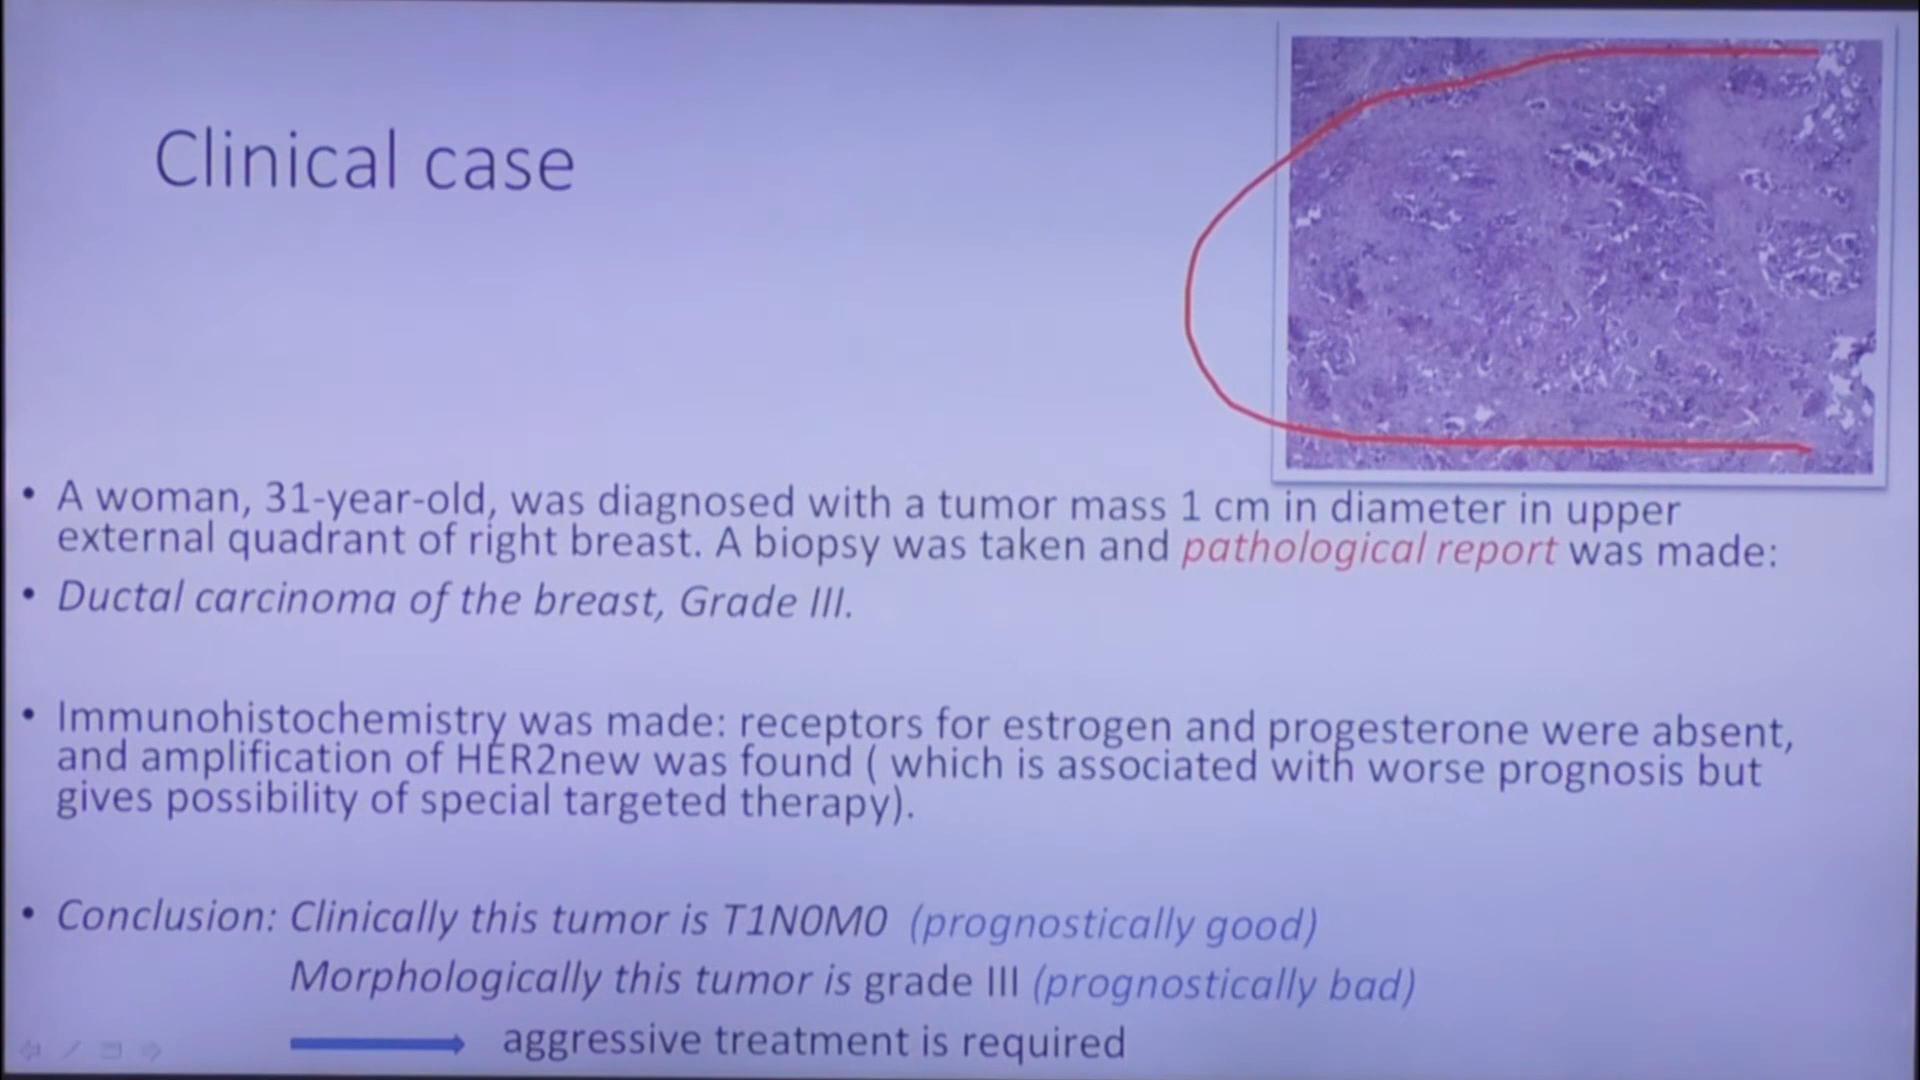 Clinical case
• A woman, 31-year-old, was diagnosed with a tumor mass 1 cm in diameter in upper
external quadrant of right breast. A biopsy was taken and pathological report was made:
• Ductal carcinoma of the breast, Grade III.
• Immunohistochemistry was made: receptors for estrogen and progesterone were absent,
and amplification of HER2new was found ( which is associated with worse prognosis but
gives possibility of special targeted therapy).
• Conclusion: Clinically this tumor is T1N0M0 (prognostically good)
Morphologically this tumor is grade III (prognostically bad)
aggressive treatment is required